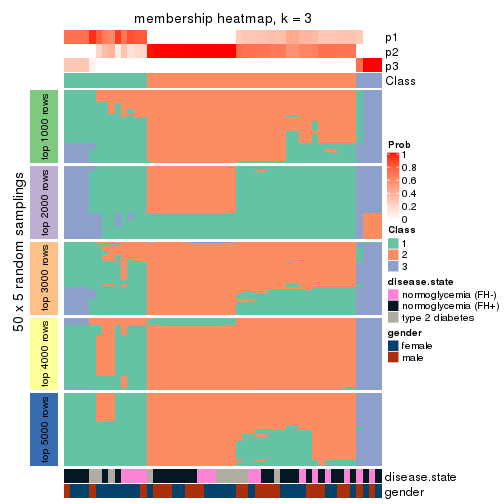 membership heatmap, k = 3
p1
p2
p3
Class
50 x 5 random samplings
top 1000 rows
top 2000 rows
top 3000 rows
top 4000 rows
top 5000 rows
Prob
1
0.8
0.6
0.4
0.2
0
Class
1
2
3
disease.state
normoglycemia (FH-)
normoglycemia (FH+)
type 2 diabetes
gender
female
male
disease.state
gender